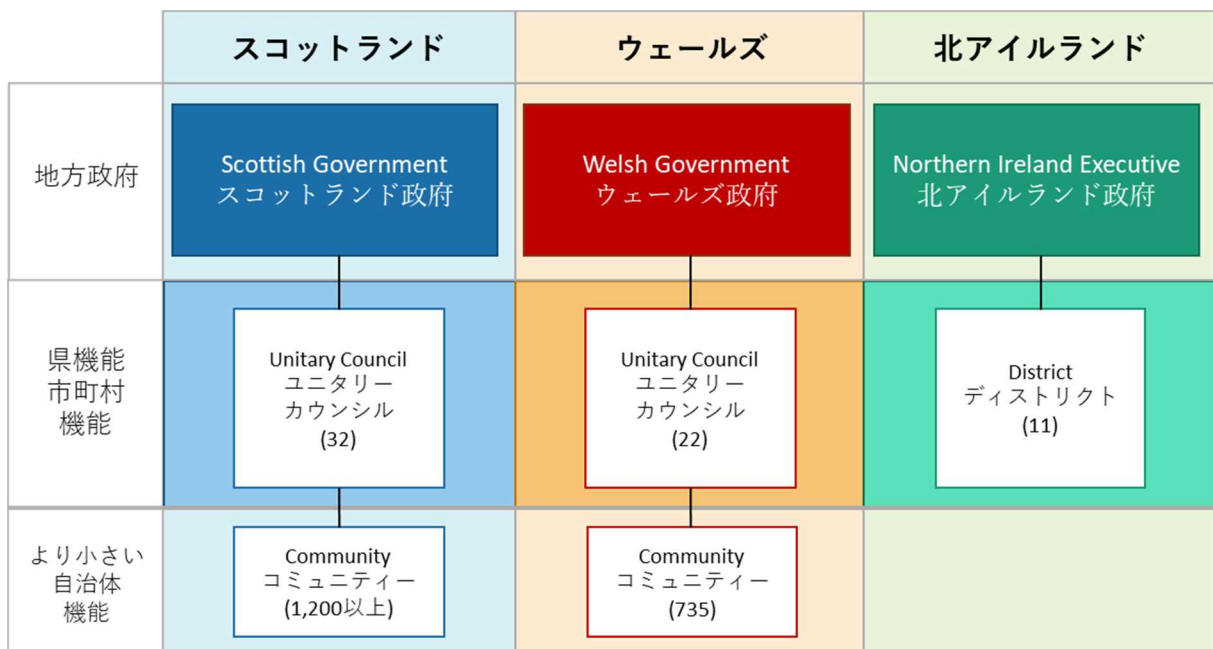 スコットランド
ウェールズ
北アイルランド
地方政府
Scottish Government
スコットランド政府
Welsh Government
ウェールズ政府
Northern Ireland Executive
北アイルランド政府
県機能
市町村
機能
Unitary Council
ユニタリー
カウンシル
(32)
Unitary Council
ユニタリー
カウンシル
(22)
District
ディストリクト
(11)
より小さい
自治体
機能
Community
コミュニティー
(1,200以上)
Community
コミュニティー
(735)